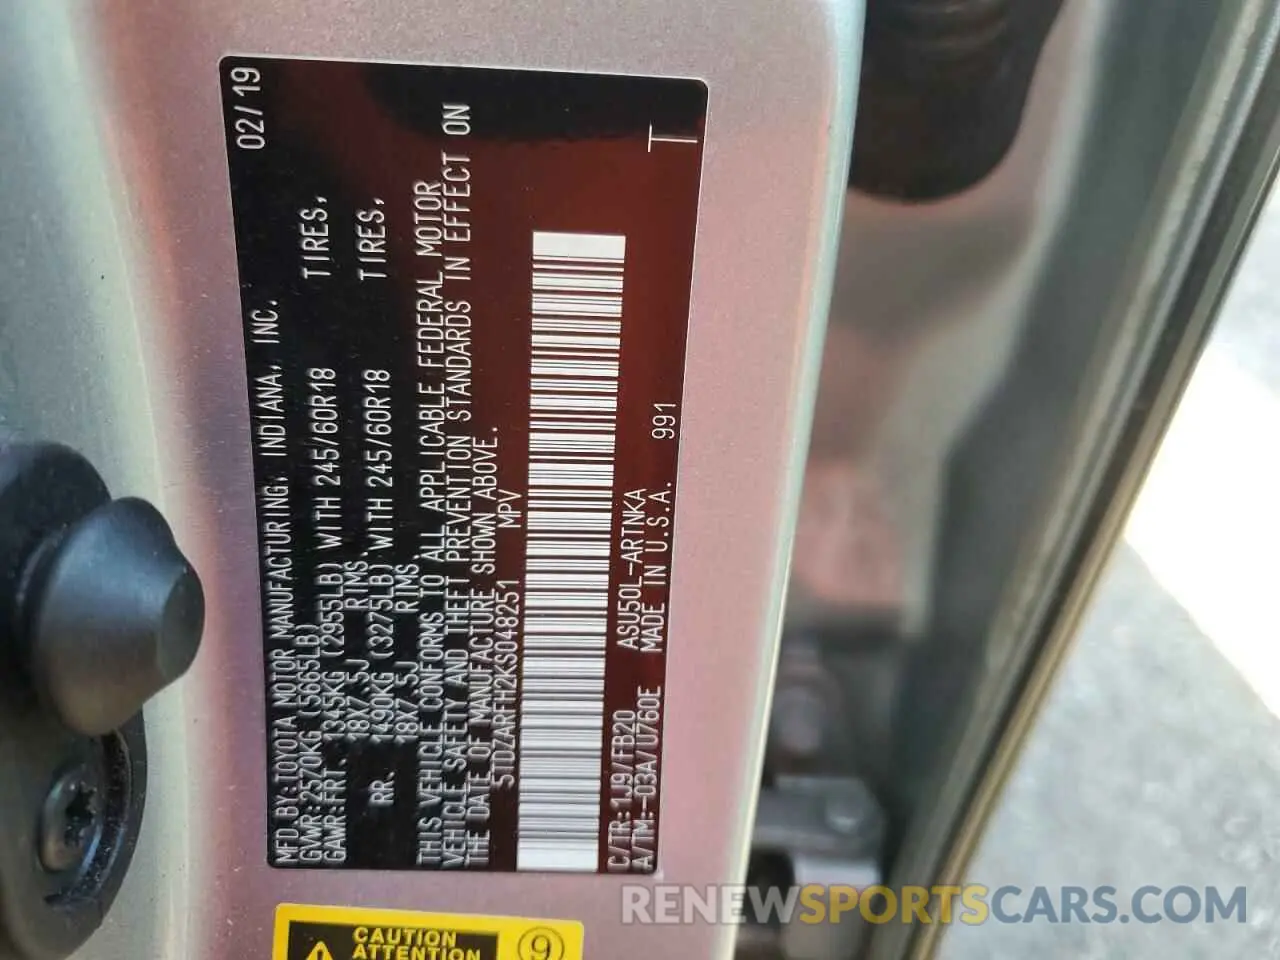 MFD. BY: TOYOTA MOTOR MANUFACTURING, INDIANA, INC. 02/19
GVWR: 2570KG (5665LB)
GAWR: FRT. 1345KG (2955LB) WITH 245/60R18 TIRES,
18X7.5J RIMS.
RR. 1490KG (3275LB) WITH 245/60R18 TIRES,
18X7.5J RIMS.
THIS VEHICLE CONFORMS TO ALL APPLICABLE FEDERAL MOTOR
VEHICLE SAFETY AND THEFT PREVENTION STANDARDS IN EFFECT ON
THE DATE OF MANUFACTURE SHOWN ABOVE.
5TDZARFH2KS048251 MPV
C/TR: 1J9/FB20 ASU50L-ARTNKA
A/TM:-03A/U760E MADE IN U.S.A. 991 T
CAUTION
ATTENTION
9
RENEWSPORTSCARS.COM